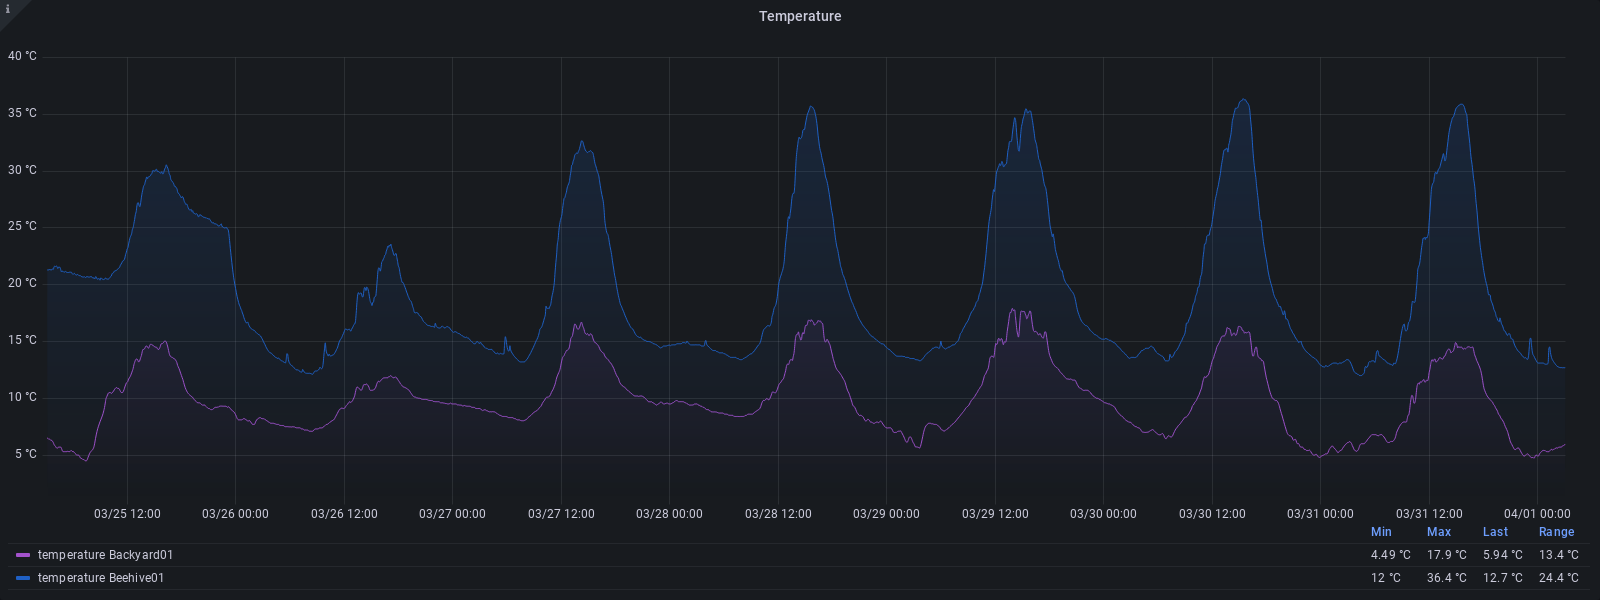 i
Temperature
40 °C
35 °C
30 °C
25 °C
20 °C
15 °C
10 °C
5 °C
03/25 12:00 03/26 00:00 03/26 12:00 03/27 00:00 03/27 12:00 03/28 00:00 03/28 12:00 03/29 00:00 03/29 12:00 03/30 00:00 03/30 12:00 03/31 00:00 03/31 12:00 04/01 00:00
Min Max Last Range
temperature Backyard01 4.49 °C 17.9 °C 5.94 °C 13.4 °C
temperature Beehive01 12 °C 36.4 °C 12.7 °C 24.4 °C